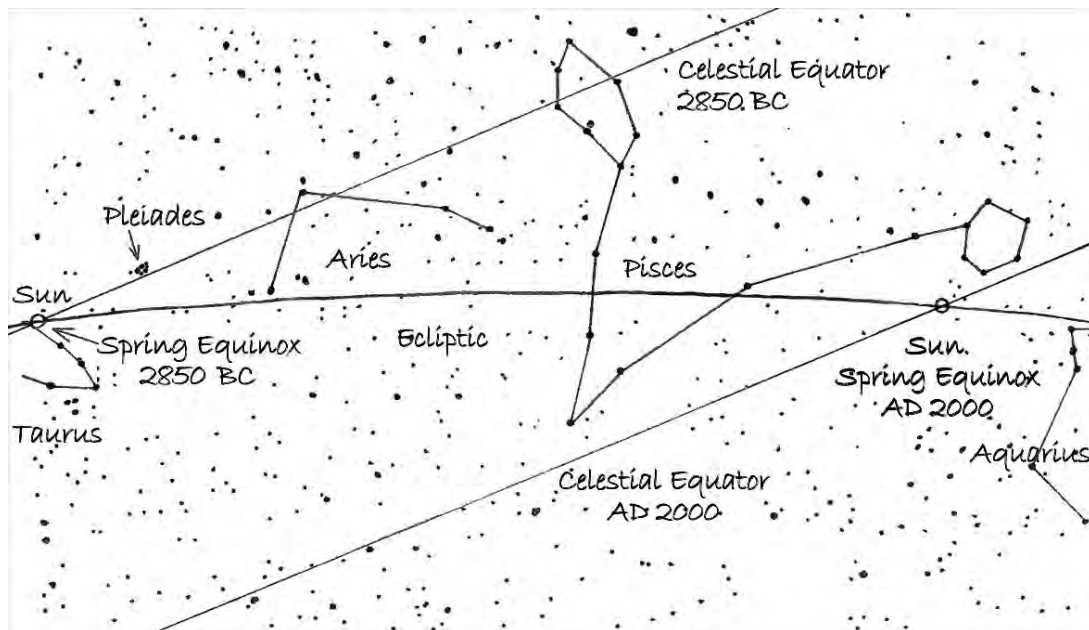 Celestial Equator
2850 BC
Pleiades
Aries
Pisces
Sun
Spring Equinox
2850 BC
Ecliptic
Sun
Spring Equinox
AD 2000
Taurus
Aquarius
Celestial Equator
AD 2000